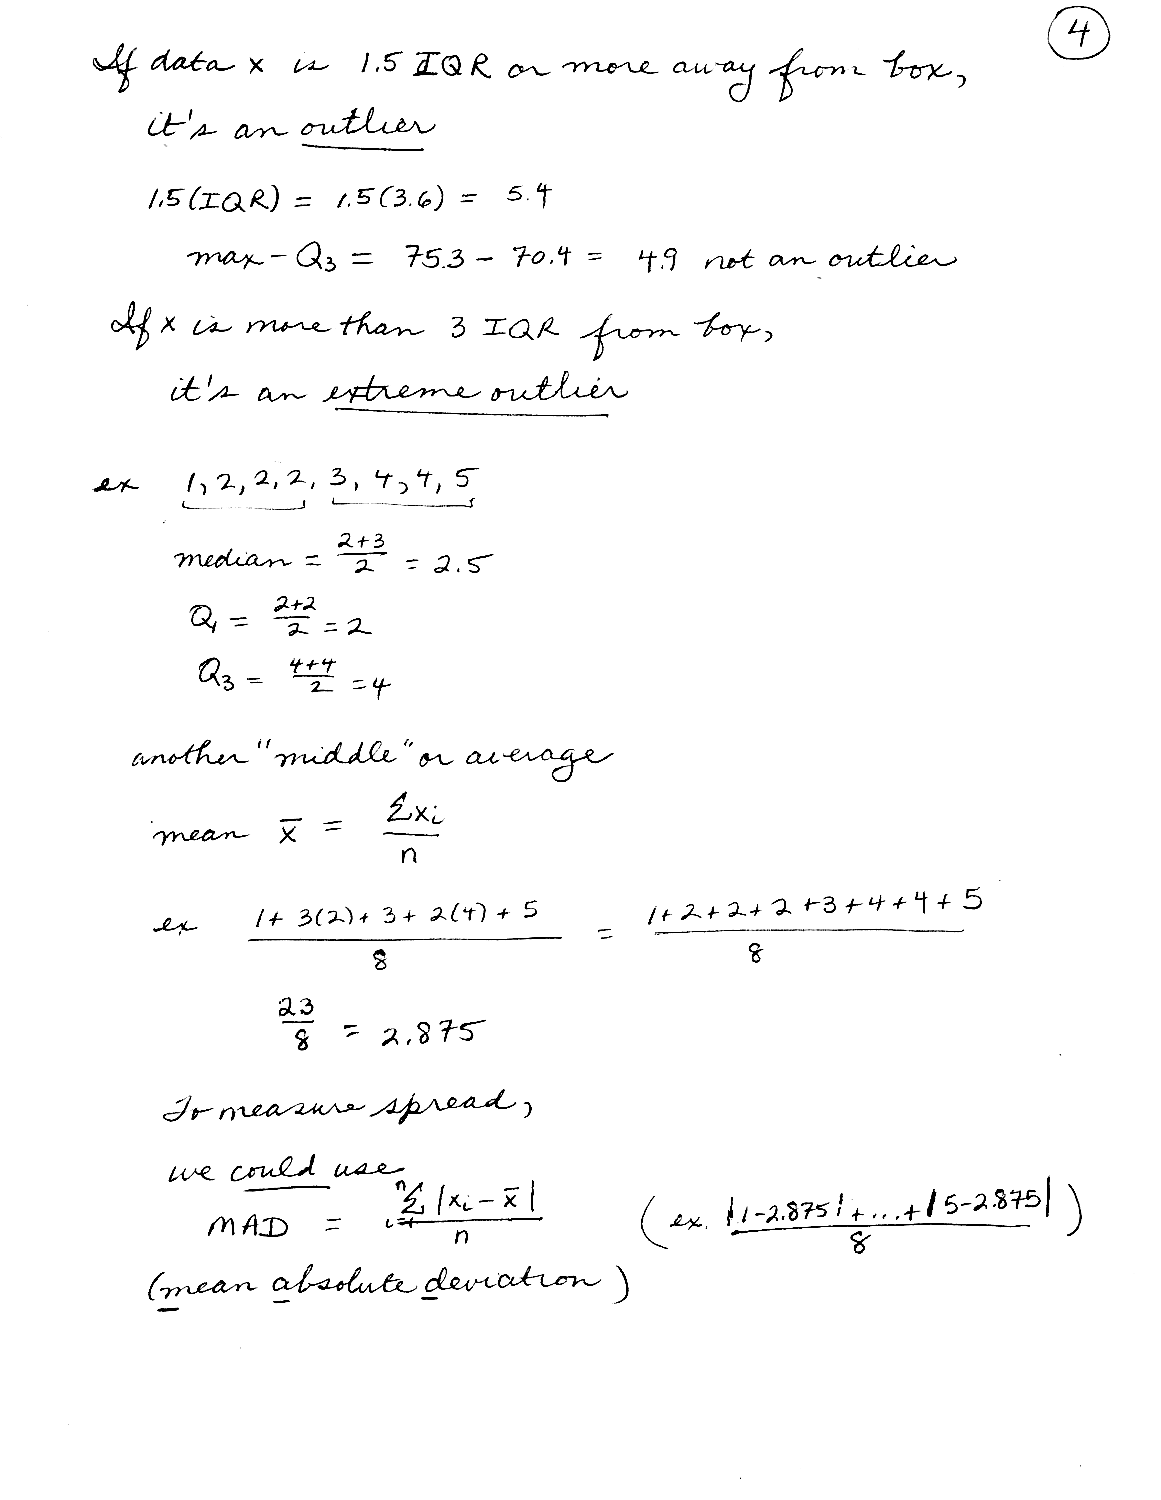 4
If data x is 1.5 IQR or more away from box,
it's an outlier
1.5(IQR) = 1.5(3.6) = 5.4
max - Q₃ = 75.3 - 70.4 = 4.9 not an outlier
If x is more than 3 IQR from box,
it's an extreme outlier
ex 1, 2, 2, 2, 3, 4, 4, 5
median = (2+3)/2 = 2.5
Q₁ = (2+2)/2 = 2
Q₃ = (4+4)/2 = 4
another "middle" or average
mean x̄ = Σxᵢ/n
ex (1 + 3(2) + 3 + 2(4) + 5)/8 = (1+2+2+2+3+4+4+5)/8
23/8 = 2.875
To measure spread,
we could use
MAD = Σⁿᵢ₌₁ |xᵢ - x̄| / n (ex. (|1-2.875| + ... + |5-2.875|)/8)
(mean absolute deviation)